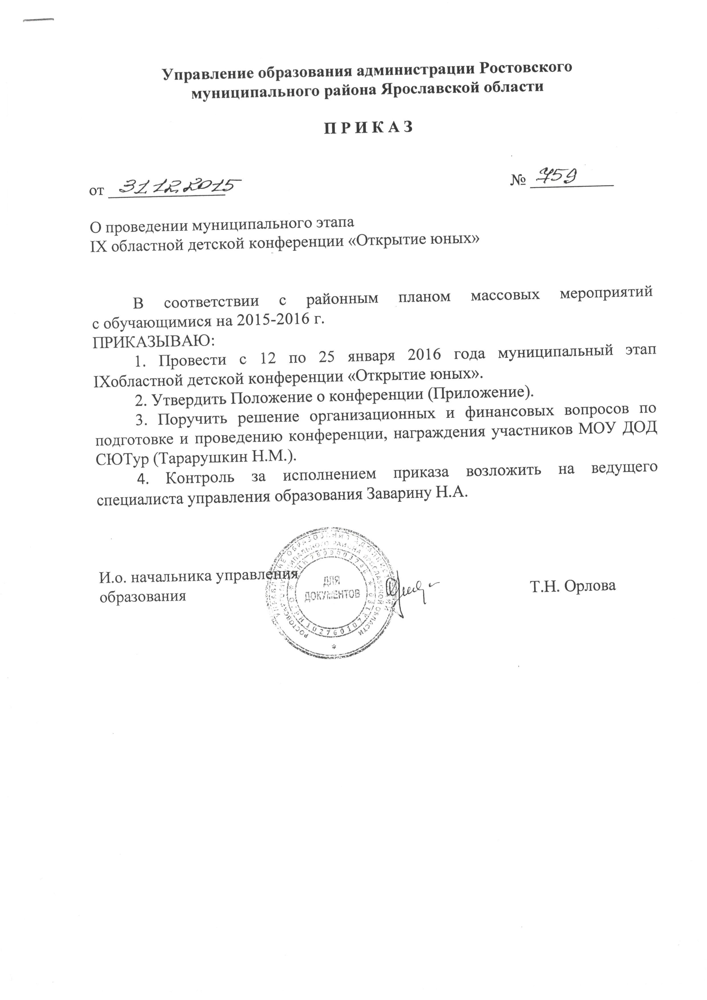 Управление образования администрации Ростовского
муниципального района Ярославской области
П Р И К А З
от 31.12.2015
№ 759
О проведении муниципального этапа
IX областной детской конференции «Открытие юных»
В соответствии с районным планом массовых мероприятий
с обучающимися на 2015-2016 г.
ПРИКАЗЫВАЮ:
1. Провести с 12 по 25 января 2016 года муниципальный этап
IXобластной детской конференции «Открытие юных».
2. Утвердить Положение о конференции (Приложение).
3. Поручить решение организационных и финансовых вопросов по
подготовке и проведению конференции, награждения участников МОУ ДОД
СЮТур (Тарарушкин Н.М.).
4. Контроль за исполнением приказа возложить на ведущего
специалиста управления образования Заварину Н.А.
И.о. начальника управления
образования
Т.Н. Орлова
ДЛЯ
ДОКУМЕНТОВ